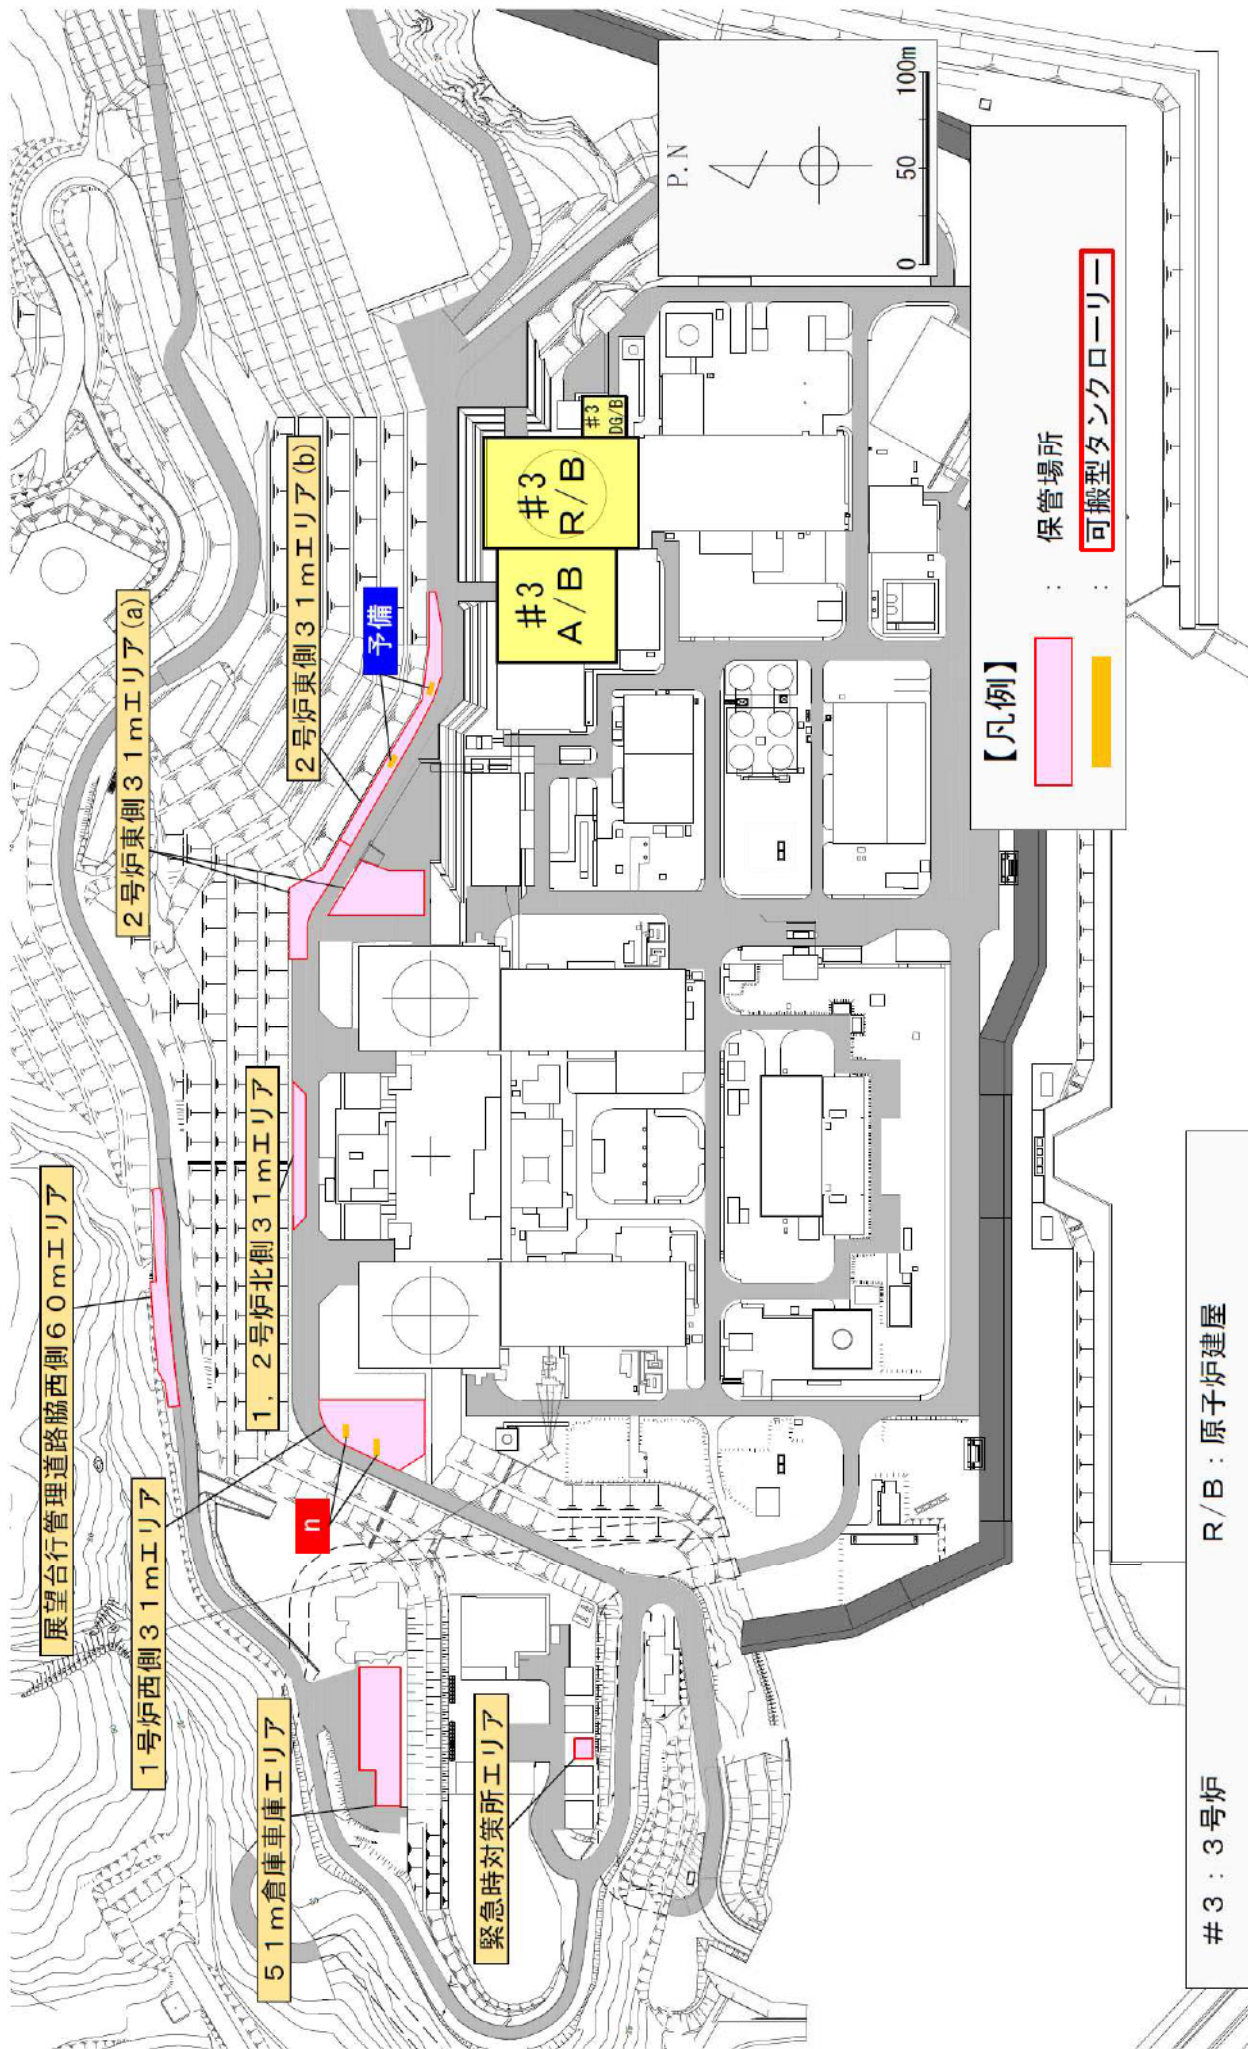 展望台行管理道路脇西側60mエリア
1号炉西側31mエリア
51m倉庫車庫エリア
緊急時対策所エリア
1,2号炉北側31mエリア
2号炉東側31mエリア(a)
2号炉東側31mエリア(b)
n
予備
#3
A/B
#3
R/B
#3
DG/B
P.N
0 50 100m
【凡例】
: 保管場所
: 可搬型タンクローリー
#3:3号炉 R/B:原子炉建屋